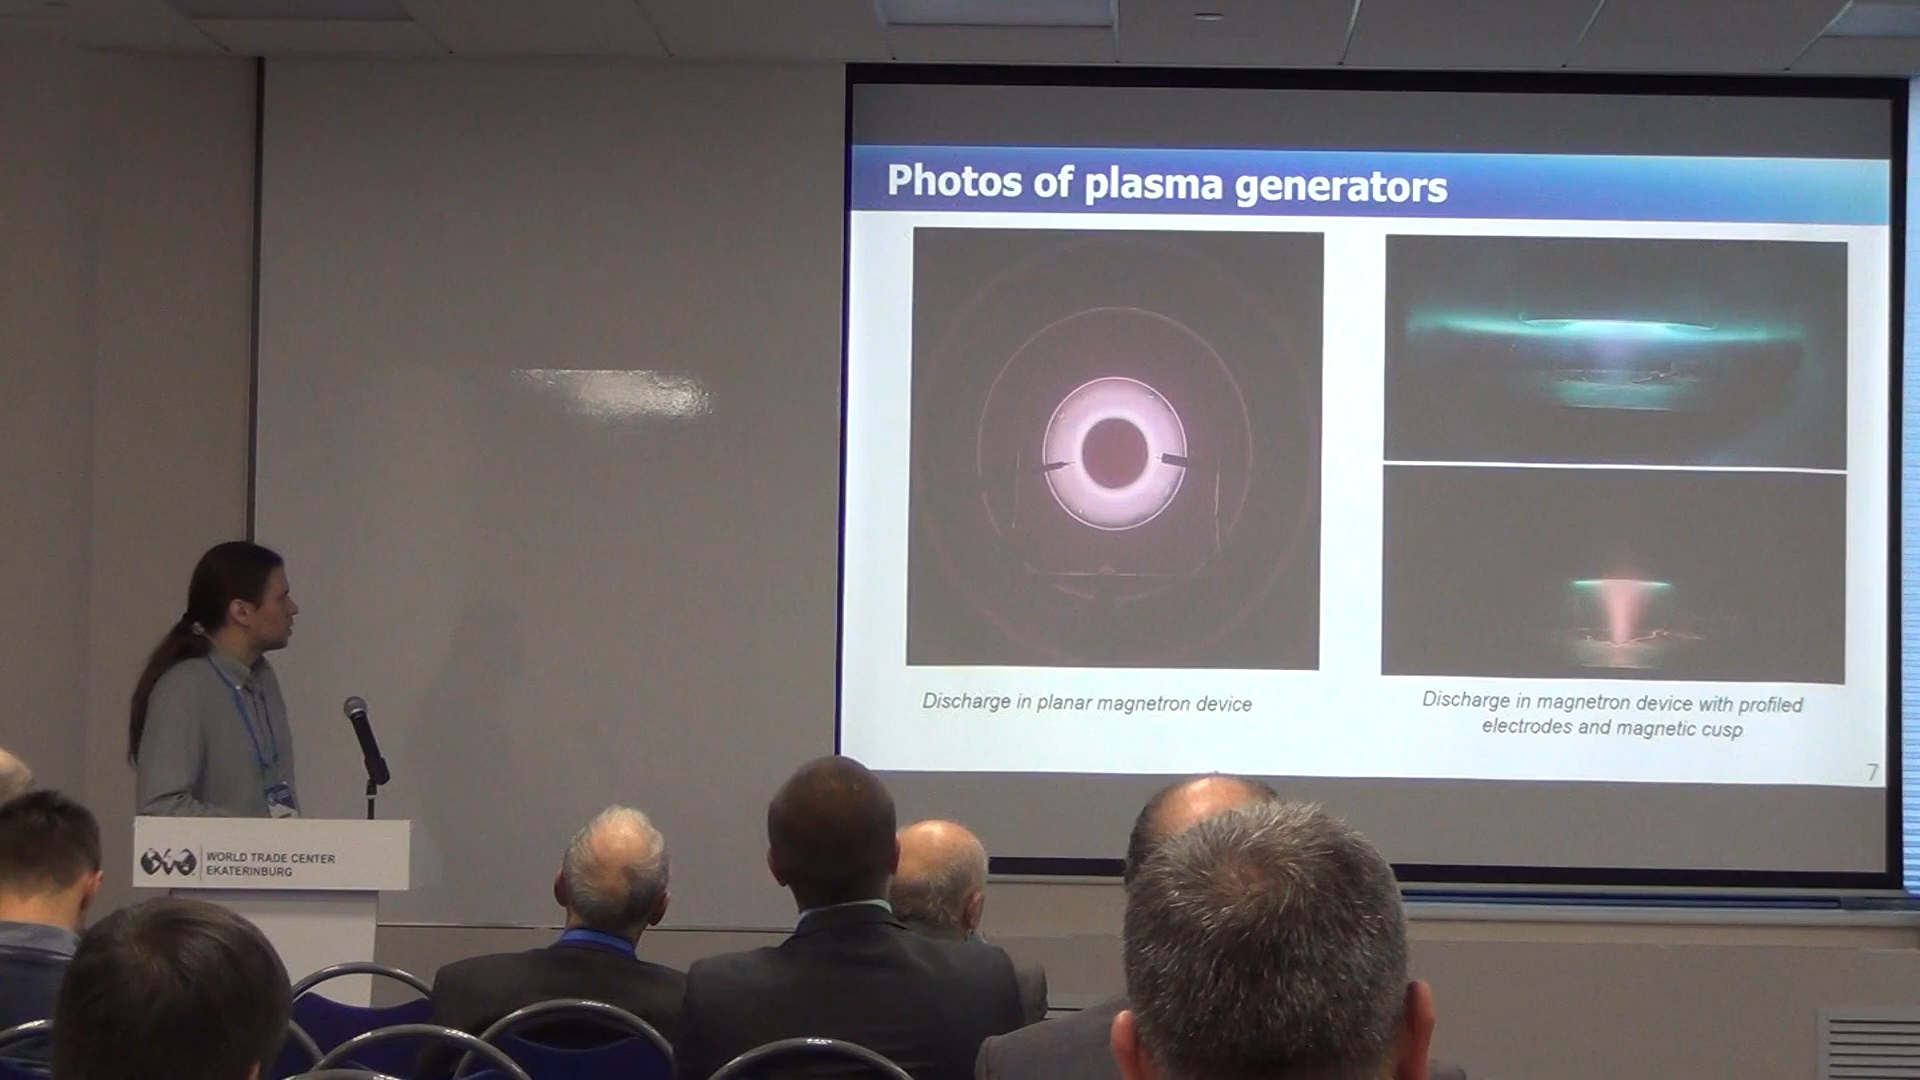 Photos of plasma generators
Discharge in planar magnetron device
Discharge in magnetron device with profiled
electrodes and magnetic cusp
7
WORLD TRADE CENTER
EKATERINBURG